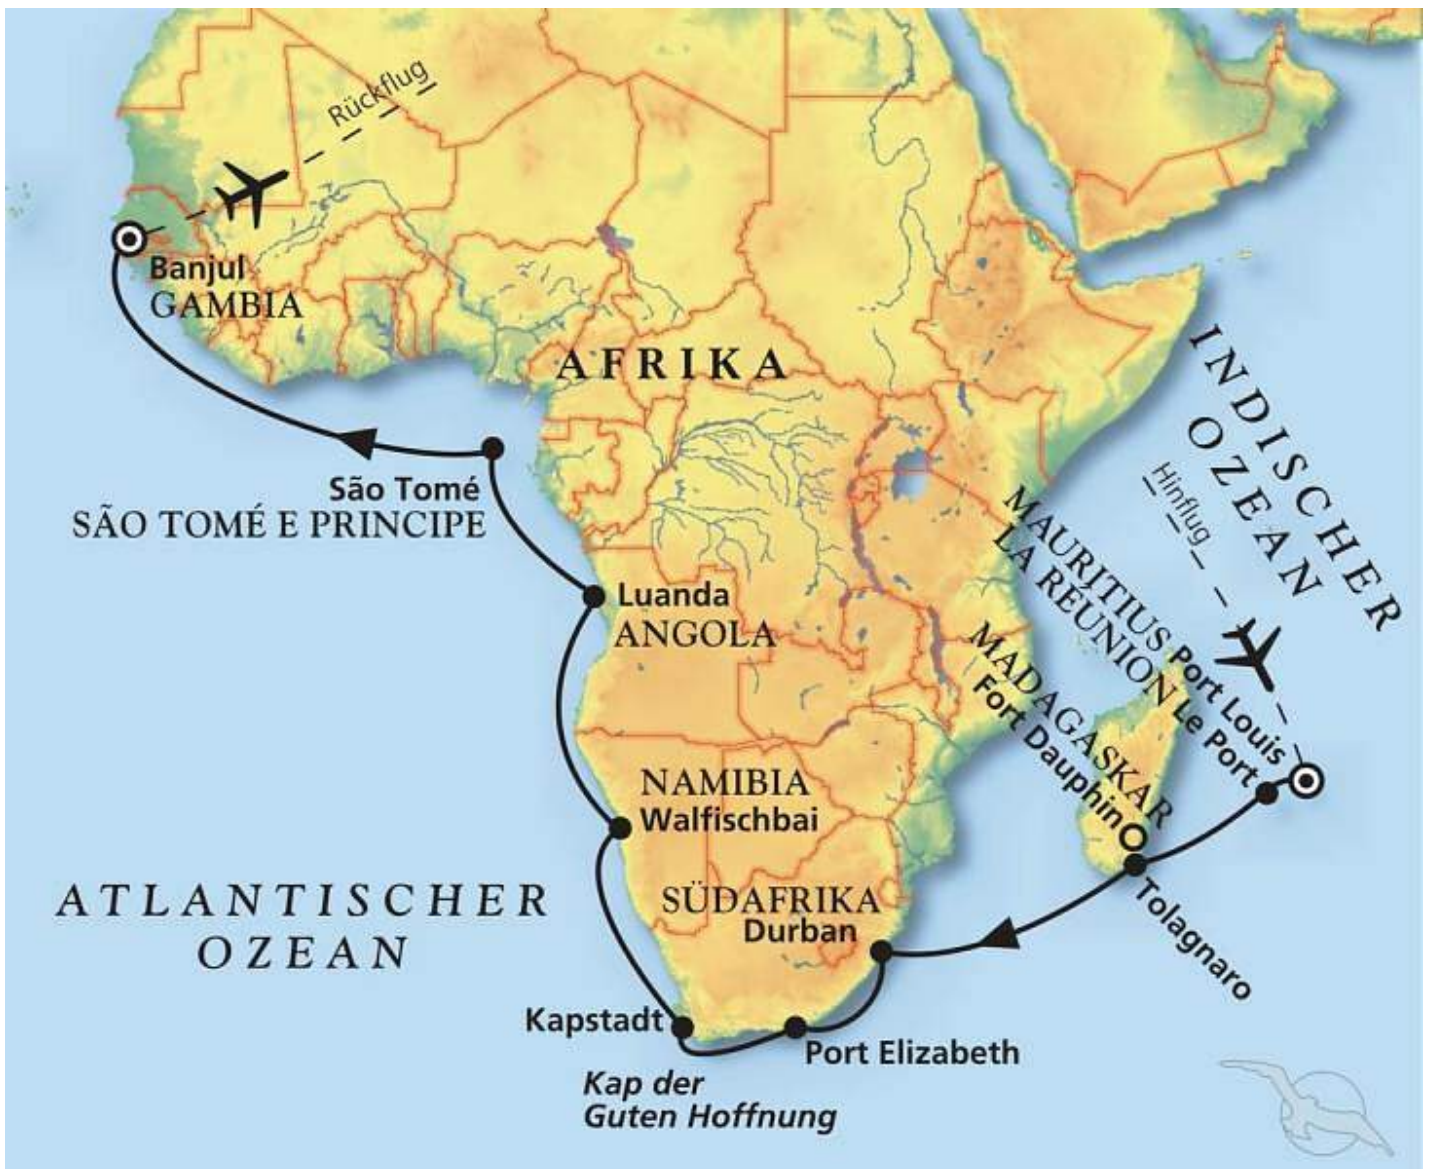 Rückflug
Banjul
GAMBIA
AFRIKA
INDISCHER
OZEAN
Hinflug
São Tomé
SÃO TOMÉ E PRINCIPE
Luanda
ANGOLA
MAURITIUS Port Louis
LA RÉUNION Le Port
MADAGASKAR
Fort Dauphin
NAMIBIA
Walfischbai
SÜDAFRIKA
Durban
Tolagnaro
ATLANTISCHER
OZEAN
Kapstadt
Port Elizabeth
Kap der
Guten Hoffnung